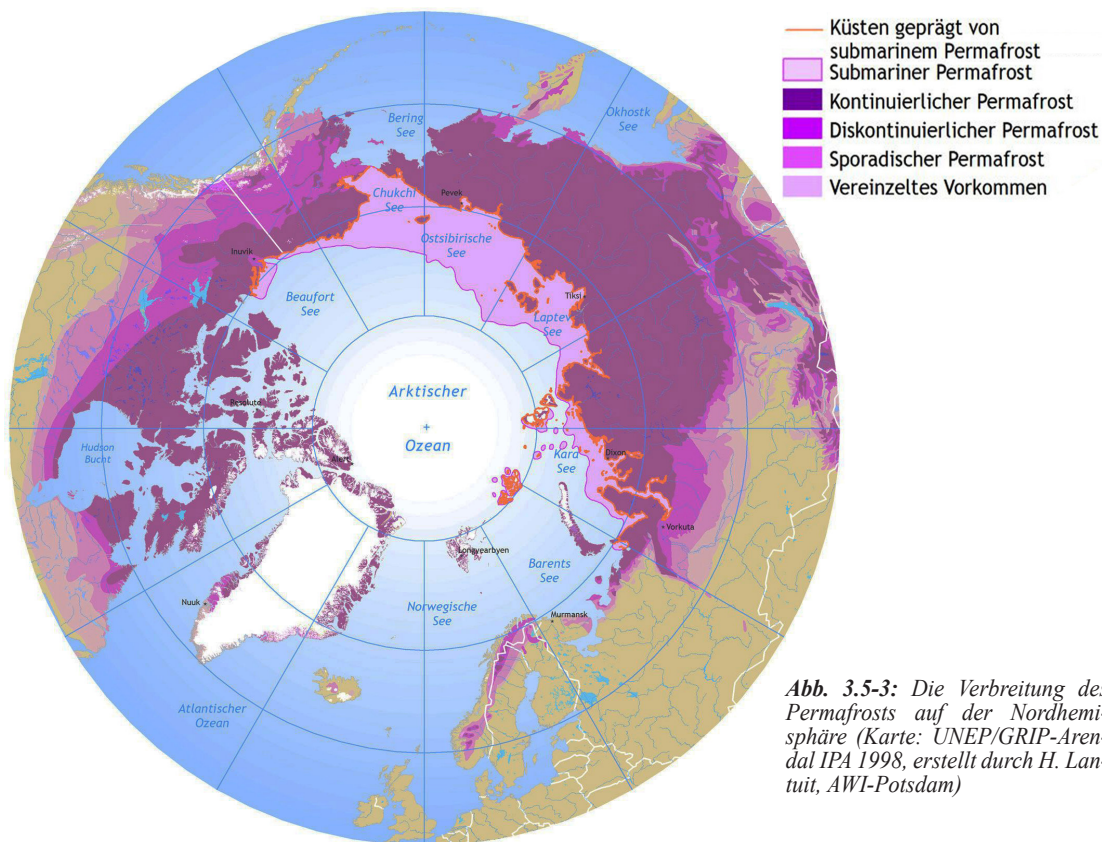 Küsten geprägt von
submarinem Permafrost
Submariner Permafrost
Kontinuierlicher Permafrost
Diskontinuierlicher Permafrost
Sporadischer Permafrost
Vereinzeltes Vorkommen
Okhostk
See
Bering
See
Chukchi
See
Pevek
Ostsibirische
See
Inuvik
Beaufort
See
Tiksi
Laptev
See
Arktischer
Ozean
Resolute
Alert
Hudson
Bucht
Kara
See
Dixon
Vorkuta
Longyearbyen
Barents
See
Nuuk
Norwegische
See
Murmansk
Atlantischer
Ozean
Abb. 3.5-3: Die Verbreitung des
Permafrosts auf der Nordhemi-
sphäre (Karte: UNEP/GRIP-Aren-
dal IPA 1998, erstellt durch H. Lan-
tuit, AWI-Potsdam)